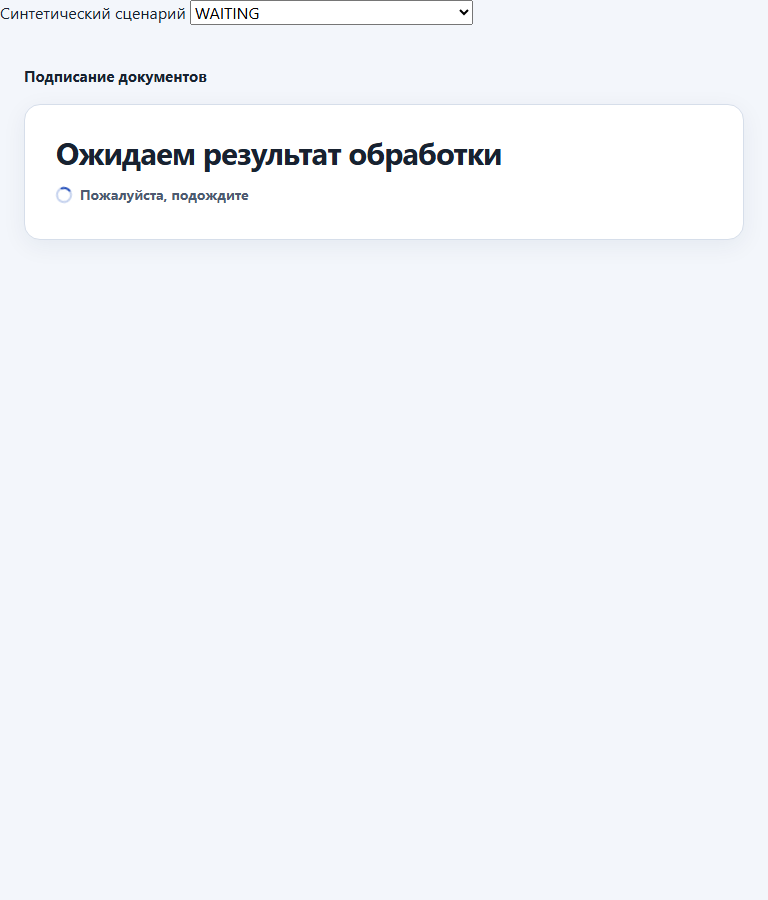 Синтетический сценарий WAITING
Подписание документов
Ожидаем результат обработки
Пожалуйста, подождите